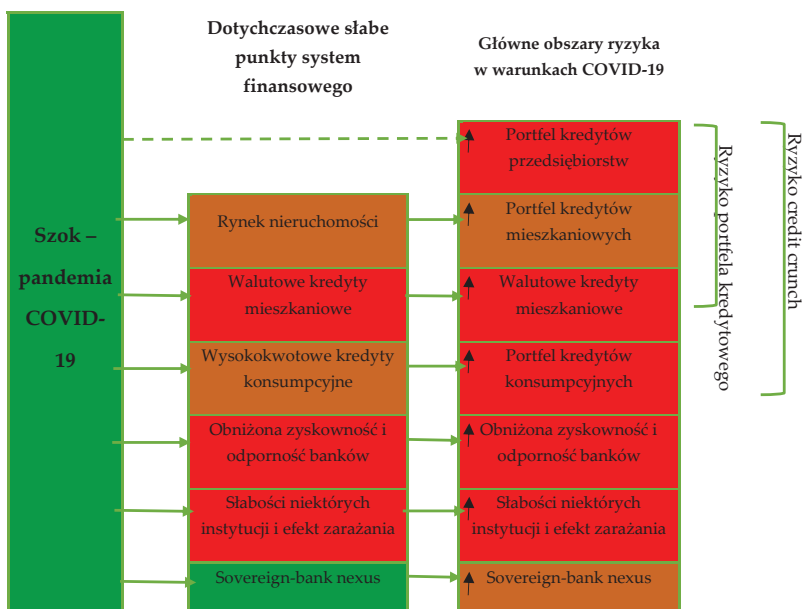 Szok –
pandemia
COVID-
19
Dotychczasowe słabe
punkty system
finansowego
Główne obszary ryzyka
w warunkach COVID-19
Portfel kredytów
przedsiębiorstw
Rynek nieruchomości
Portfel kredytów
mieszkaniowych
Walutowe kredyty
mieszkaniowe
Walutowe kredyty
mieszkaniowe
Wysokokwotowe kredyty
konsumpcyjne
Portfel kredytów
konsumpcyjnych
Obniżona zyskowność i
odporność banków
Obniżona zyskowność i
odporność banków
Słabości niektórych
instytucji i efekt zarażania
Słabości niektórych
instytucji i efekt zarażania
Sovereign-bank nexus
Sovereign-bank nexus
Ryzyko portfela kredytowego
Ryzyko credit crunch